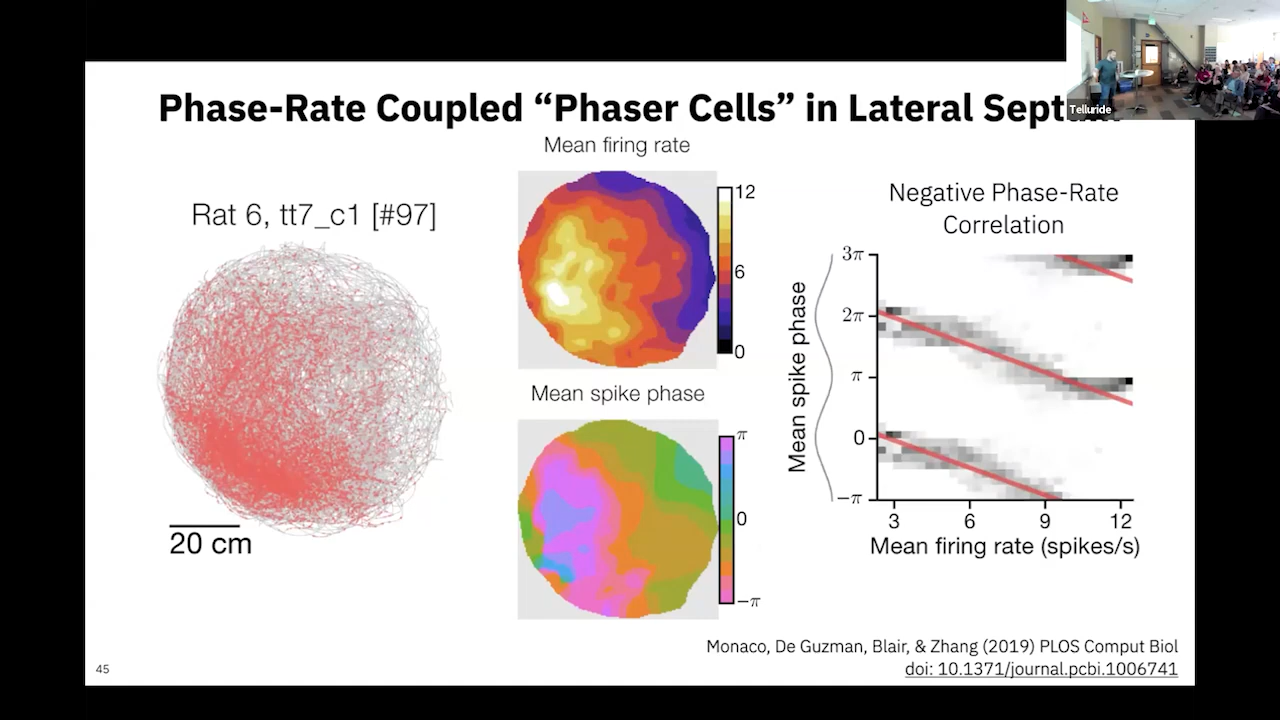 Phase-Rate Coupled “Phaser Cells” in Lateral
Telluride
Rat 6, tt7_c1 [#97]
20 cm
Mean firing rate
12
6
0
Mean spike phase
π
0
−π
Negative Phase-Rate
Correlation
Mean spike phase
3π
2π
π
0
−π
3 6 9 12
Mean firing rate (spikes/s)
Monaco, De Guzman, Blair, & Zhang (2019) PLOS Comput Biol
doi: 10.1371/journal.pcbi.1006741
45